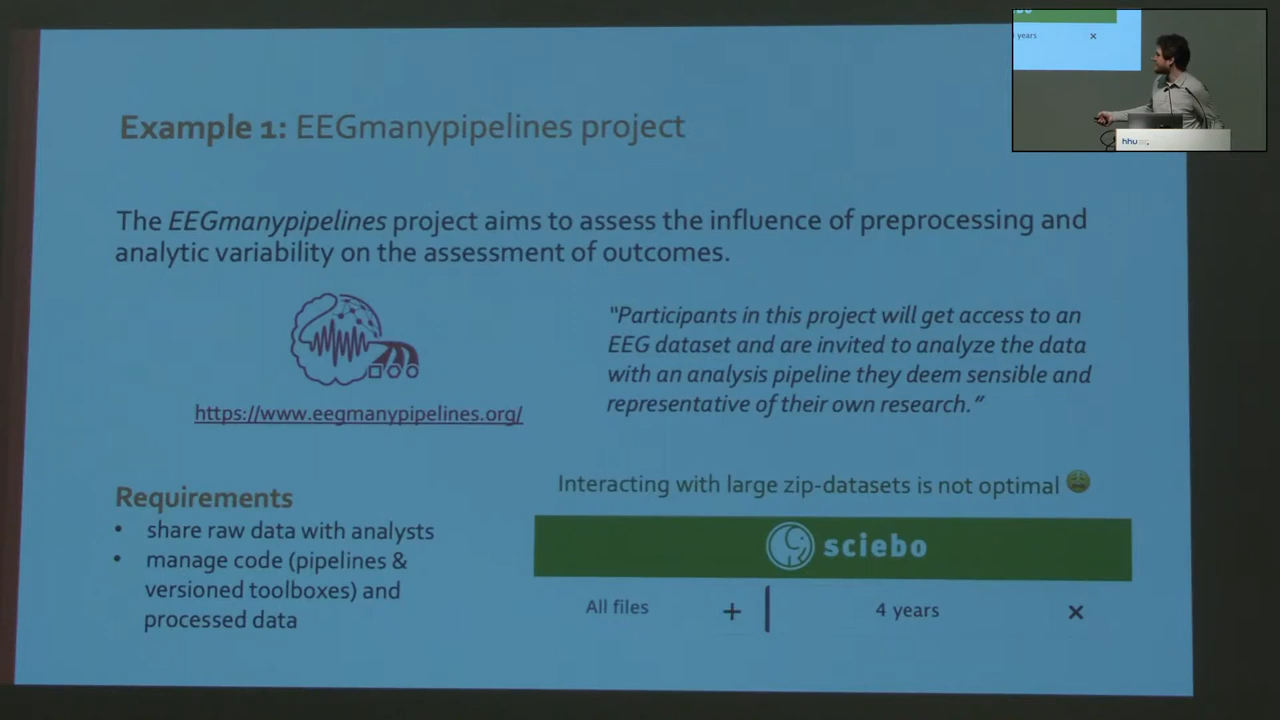 Example 1: EEGmanypipelines project
years ×
hhu
The EEGmanypipelines project aims to assess the influence of preprocessing and
analytic variability on the assessment of outcomes.
https://www.eegmanypipelines.org/
“Participants in this project will get access to an
EEG dataset and are invited to analyze the data
with an analysis pipeline they deem sensible and
representative of their own research.”
Requirements
• share raw data with analysts
• manage code (pipelines &
versioned toolboxes) and
processed data
Interacting with large zip-datasets is not optimal 😩
sciebo
All files + 4 years ×